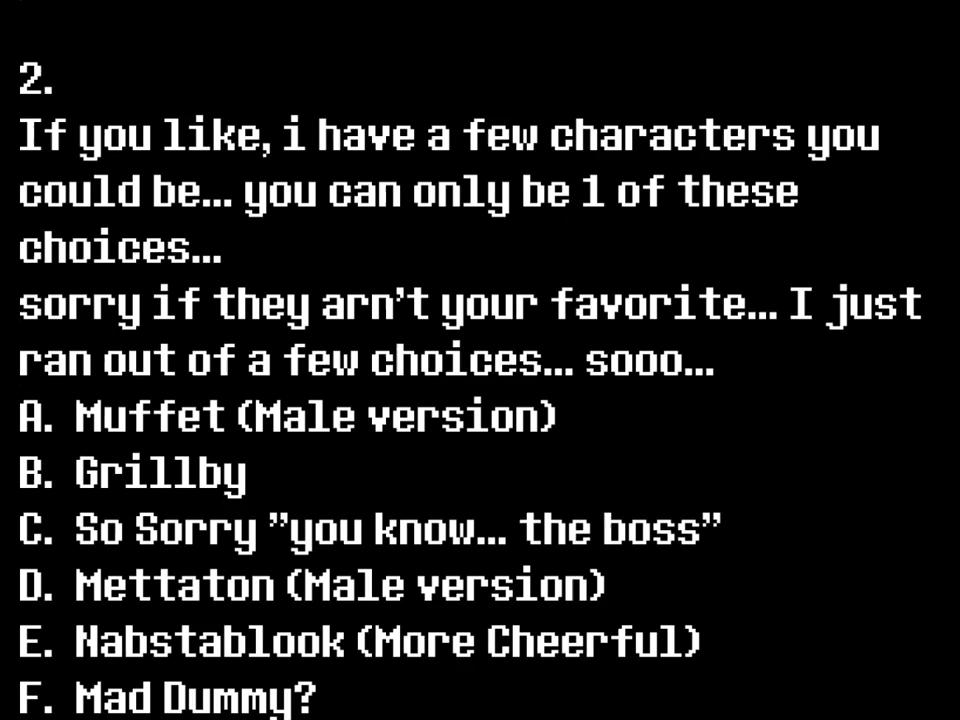 2.
If you like, i have a few characters you
could be... you can only be 1 of these
choices...
sorry if they arn't your favorite... I just
ran out of a few choices... sooo...
A. Muffet (Male version)
B. Grillby
C. So Sorry "you know... the boss"
D. Mettaton (Male version)
E. Nabstablook (More Cheerful)
F. Mad Dummy?